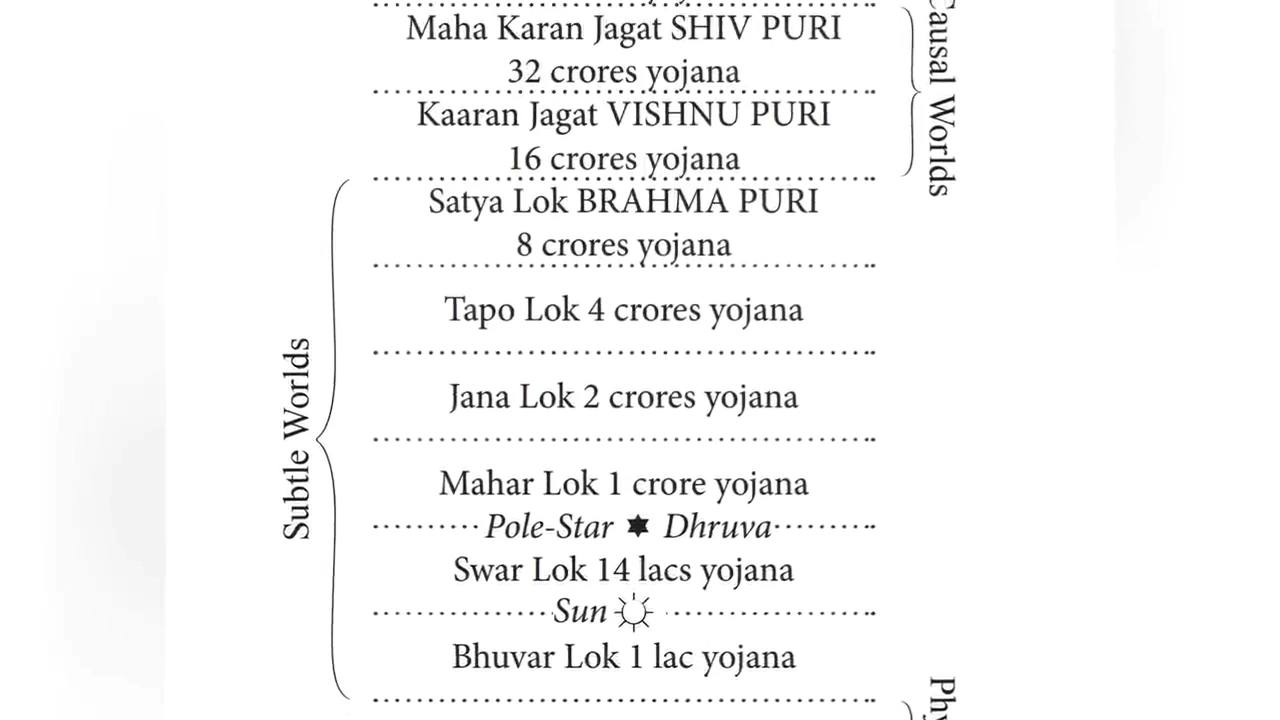 Maha Karan Jagat SHIV PURI
32 crores yojana
Kaaran Jagat VISHNU PURI
16 crores yojana
Causal Worlds
Satya Lok BRAHMA PURI
8 crores yojana
Tapo Lok 4 crores yojana
Jana Lok 2 crores yojana
Subtle Worlds
Mahar Lok 1 crore yojana
Pole-Star ✶ Dhruva
Swar Lok 14 lacs yojana
Sun
Bhuvar Lok 1 lac yojana